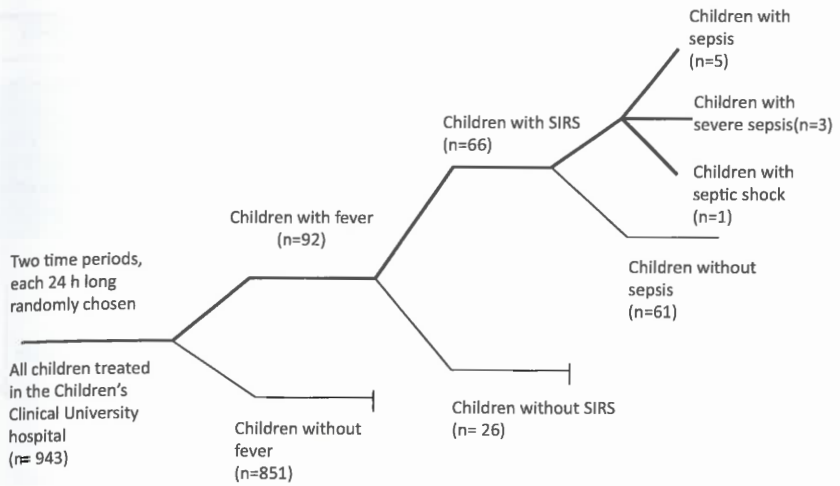 Two time periods,
each 24 h long
randomly chosen
All children treated
in the Children's
Clinical University
hospital
(n= 943)
Children with fever
(n=92)
Children without
fever
(n=851)
Children with SIRS
(n=66)
Children without SIRS
(n= 26)
Children with
sepsis
(n=5)
Children with
severe sepsis(n=3)
Children with
septic shock
(n=1)
Children without
sepsis
(n=61)